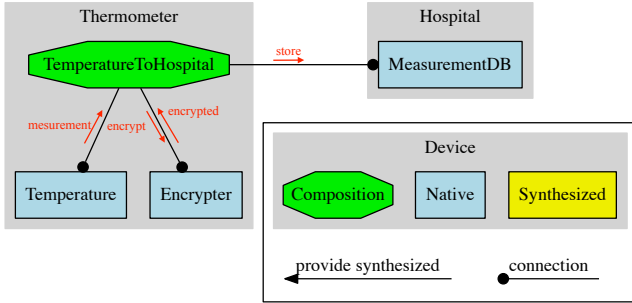 Thermometer
Hospital
TemperatureToHospital
store
MeasurementDB
mesurement
encrypt
encrypted
Temperature
Encrypter
Device
Composition
Native
Synthesized
provide synthesized
connection